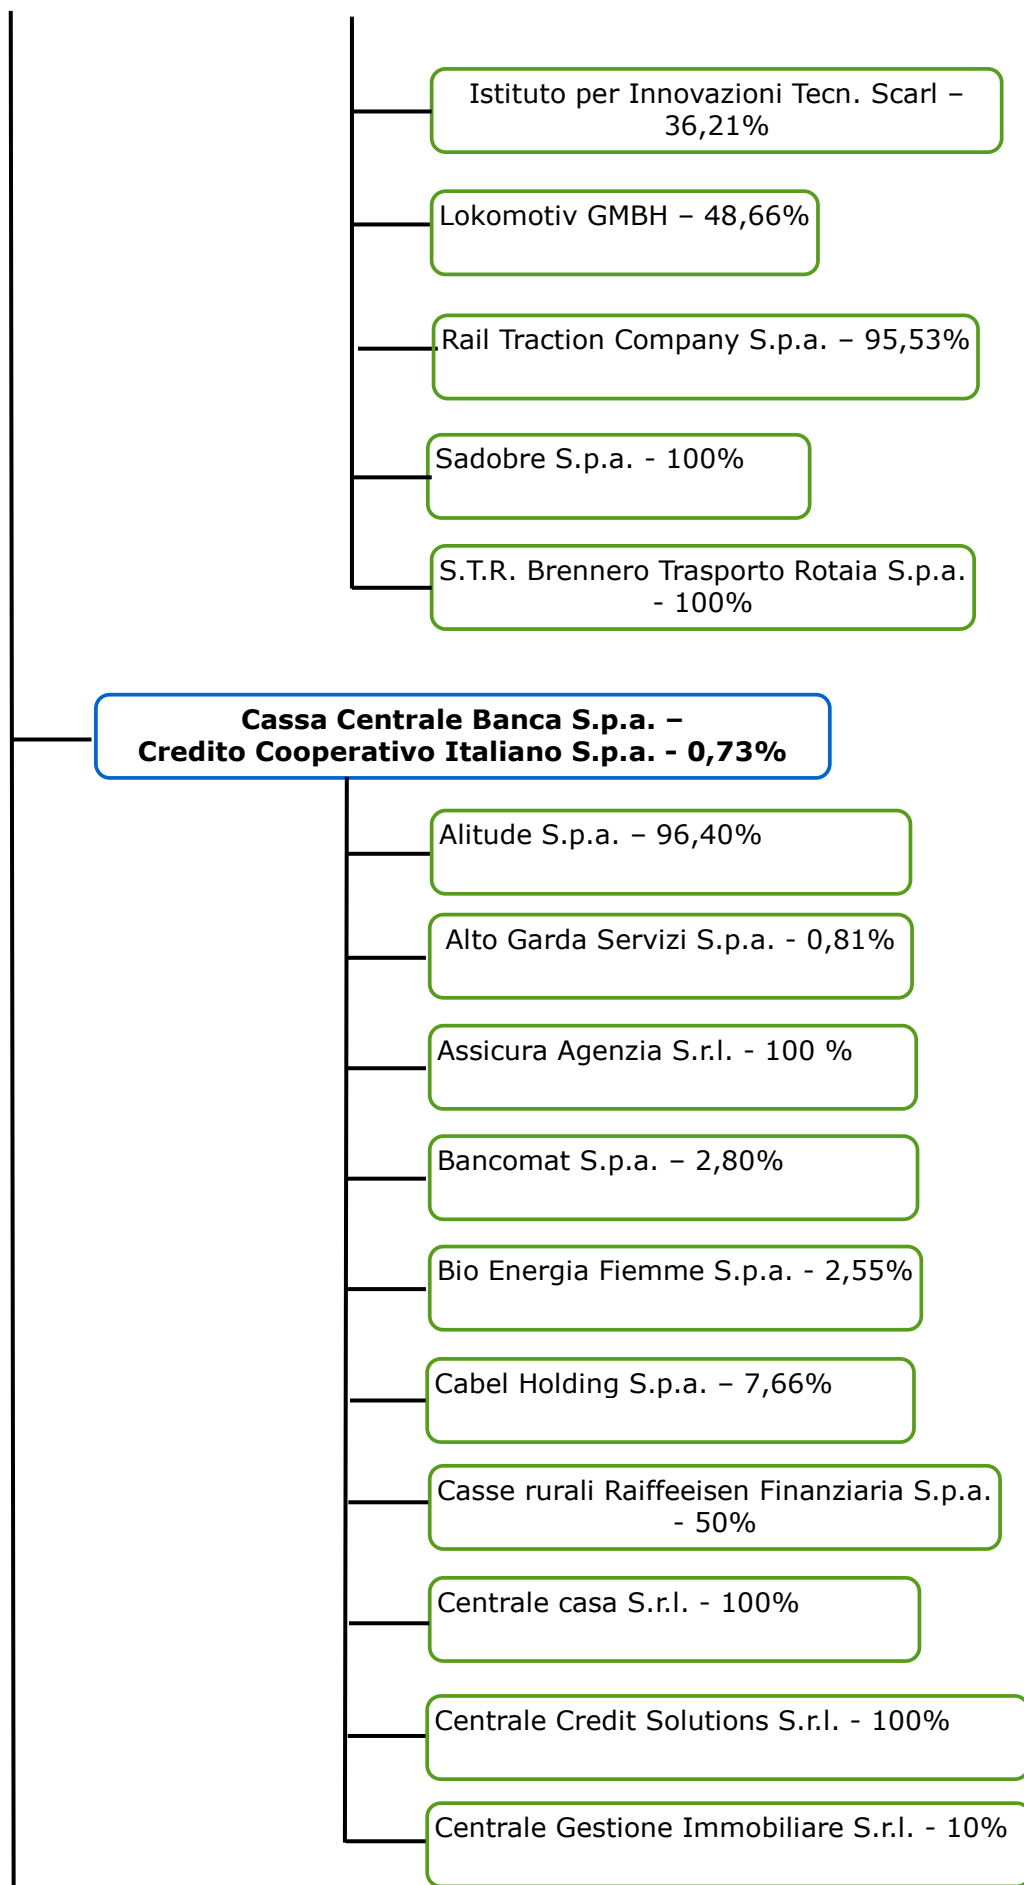 Istituto per Innovazioni Tecn. Scarl –
36,21%
Lokomotiv GMBH – 48,66%
Rail Traction Company S.p.a. – 95,53%
Sadobre S.p.a. - 100%
S.T.R. Brennero Trasporto Rotaia S.p.a.
- 100%
Cassa Centrale Banca S.p.a. –
Credito Cooperativo Italiano S.p.a. - 0,73%
Alitude S.p.a. – 96,40%
Alto Garda Servizi S.p.a. - 0,81%
Assicura Agenzia S.r.l. - 100 %
Bancomat S.p.a. – 2,80%
Bio Energia Fiemme S.p.a. - 2,55%
Cabel Holding S.p.a. – 7,66%
Casse rurali Raiffeeisen Finanziaria S.p.a.
- 50%
Centrale casa S.r.l. - 100%
Centrale Credit Solutions S.r.l. - 100%
Centrale Gestione Immobiliare S.r.l. - 10%